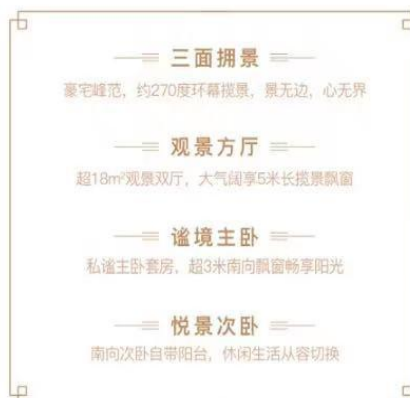 三面拥景
豪宅峰范，约270度环幕揽景，景无边，心无界
观景方厅
超18m²观景双厅，大气阔享5米长揽景飘窗
谧境主卧
私谧主卧套房，超3米南向飘窗畅享阳光
悦景次卧
南向次卧自带阳台，休闲生活从容切换